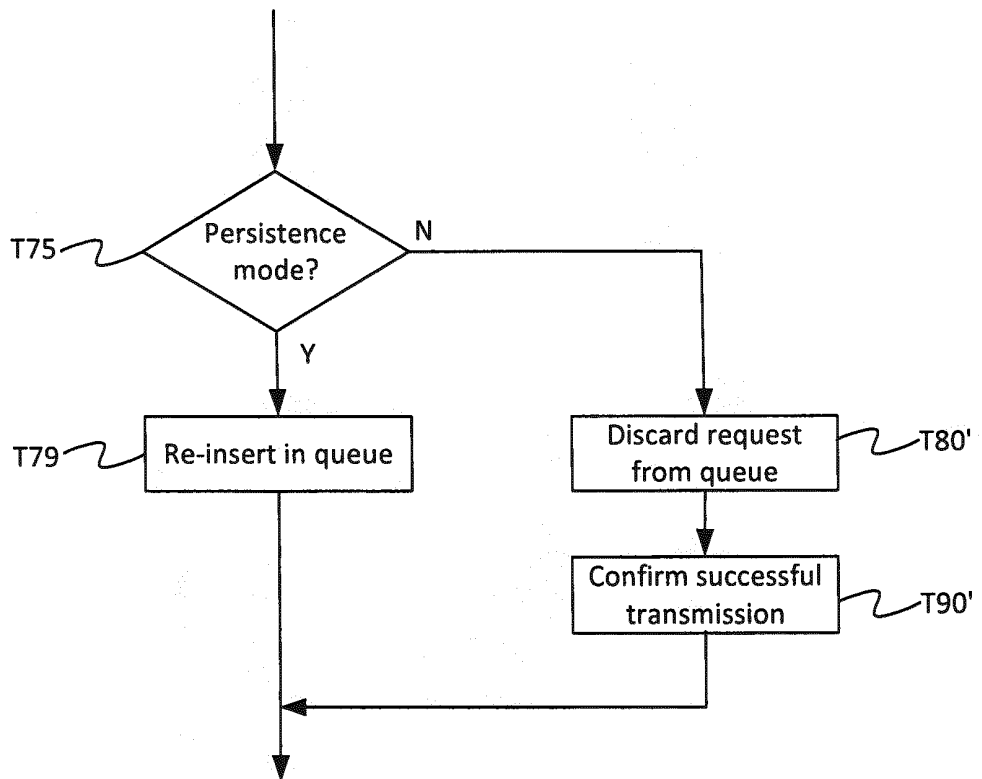 T75
Persistence
mode?
N
Y
T79
Re-insert in queue
Discard request
from queue
T80'
Confirm successful
transmission
T90'